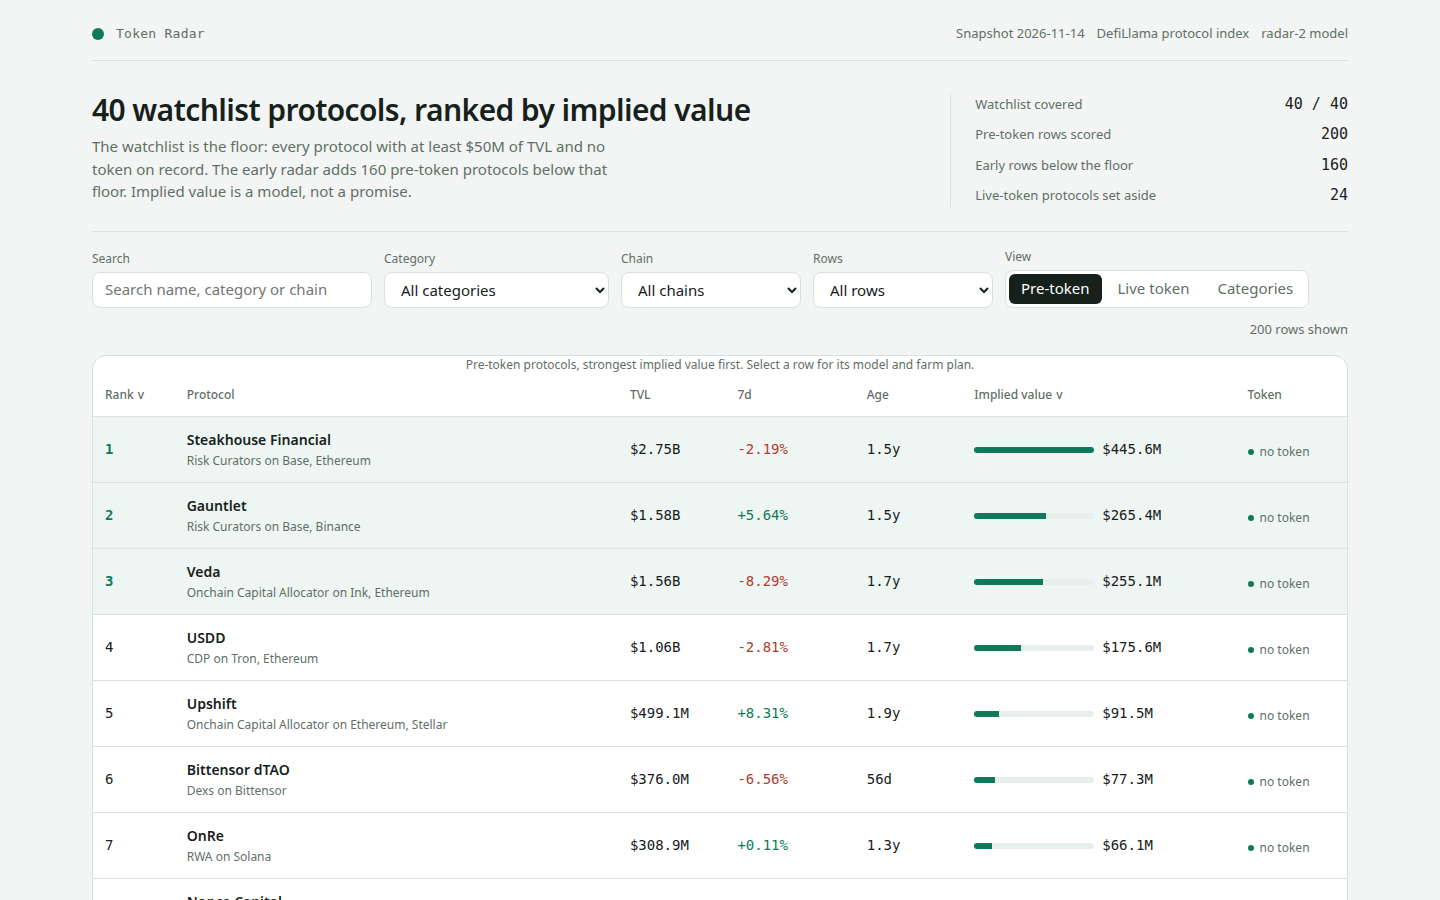 Token Radar
Snapshot 2026-11-14 DefiLlama protocol index radar-2 model
40 watchlist protocols, ranked by implied value
The watchlist is the floor: every protocol with at least $50M of TVL and no
token on record. The early radar adds 160 pre-token protocols below that
floor. Implied value is a model, not a promise.
Watchlist covered 40 / 40
Pre-token rows scored 200
Early rows below the floor 160
Live-token protocols set aside 24
Search Category Chain Rows View
Search name, category or chain All categories All chains All rows Pre-token Live token Categories
200 rows shown
Pre-token protocols, strongest implied value first. Select a row for its model and farm plan.
Rank v Protocol TVL 7d Age Implied value v Token
1 Steakhouse Financial $2.75B -2.19% 1.5y $445.6M no token
Risk Curators on Base, Ethereum
2 Gauntlet $1.58B +5.64% 1.5y $265.4M no token
Risk Curators on Base, Binance
3 Veda $1.56B -8.29% 1.7y $255.1M no token
Onchain Capital Allocator on Ink, Ethereum
4 USDD $1.06B -2.81% 1.7y $175.6M no token
CDP on Tron, Ethereum
5 Upshift $499.1M +8.31% 1.9y $91.5M no token
Onchain Capital Allocator on Ethereum, Stellar
6 Bittensor dTAO $376.0M -6.56% 56d $77.3M no token
Dexs on Bittensor
7 OnRe $308.9M +0.11% 1.3y $66.1M no token
RWA on Solana